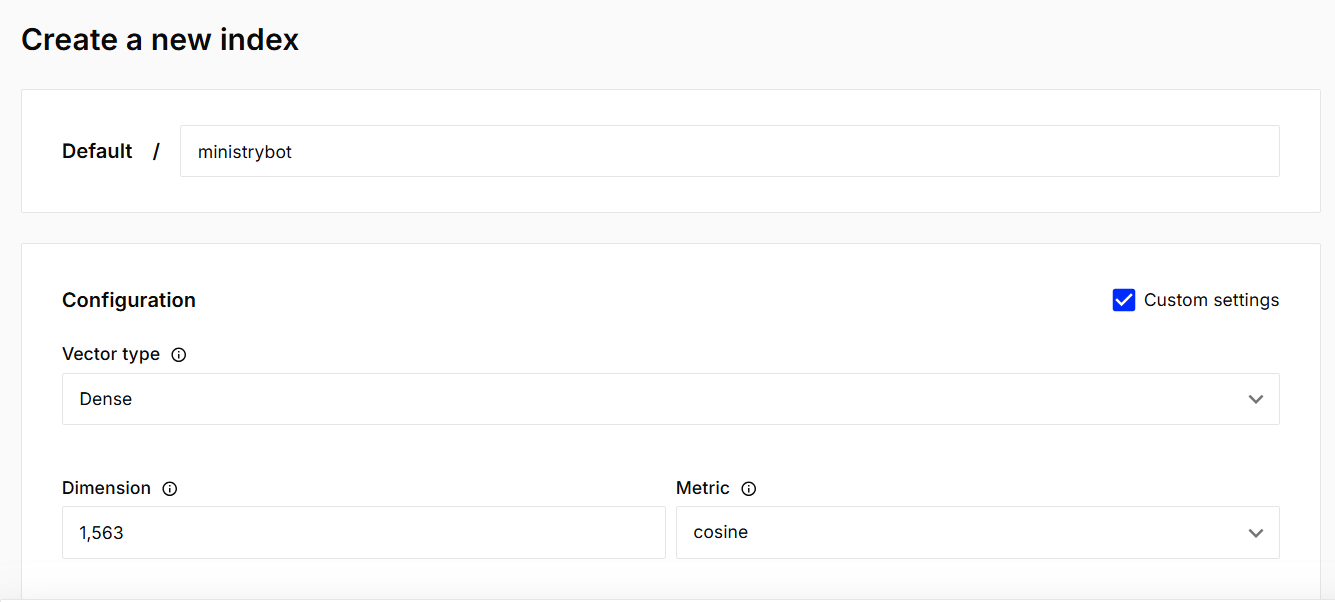 Create a new index
Default / ministrybot
Configuration
Custom settings
Vector type
Dense
Dimension
Metric
1,563
cosine